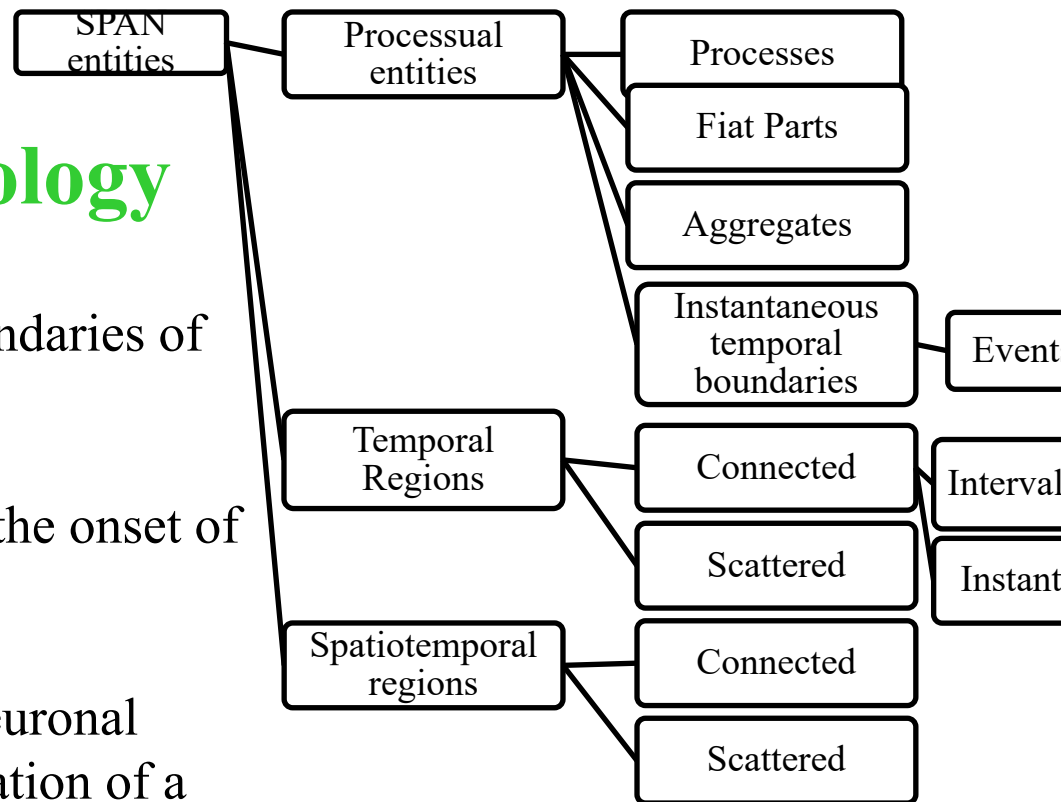 SPAN
entities
Processual
entities
Processes
Fiat Parts
Aggregates
Instantaneous
temporal
boundaries
Event
Temporal
Regions
Connected
Interval
Scattered
Instant
Spatiotemporal
regions
Connected
Scattered
ology
ndaries of
the onset of
euronal
ation of a